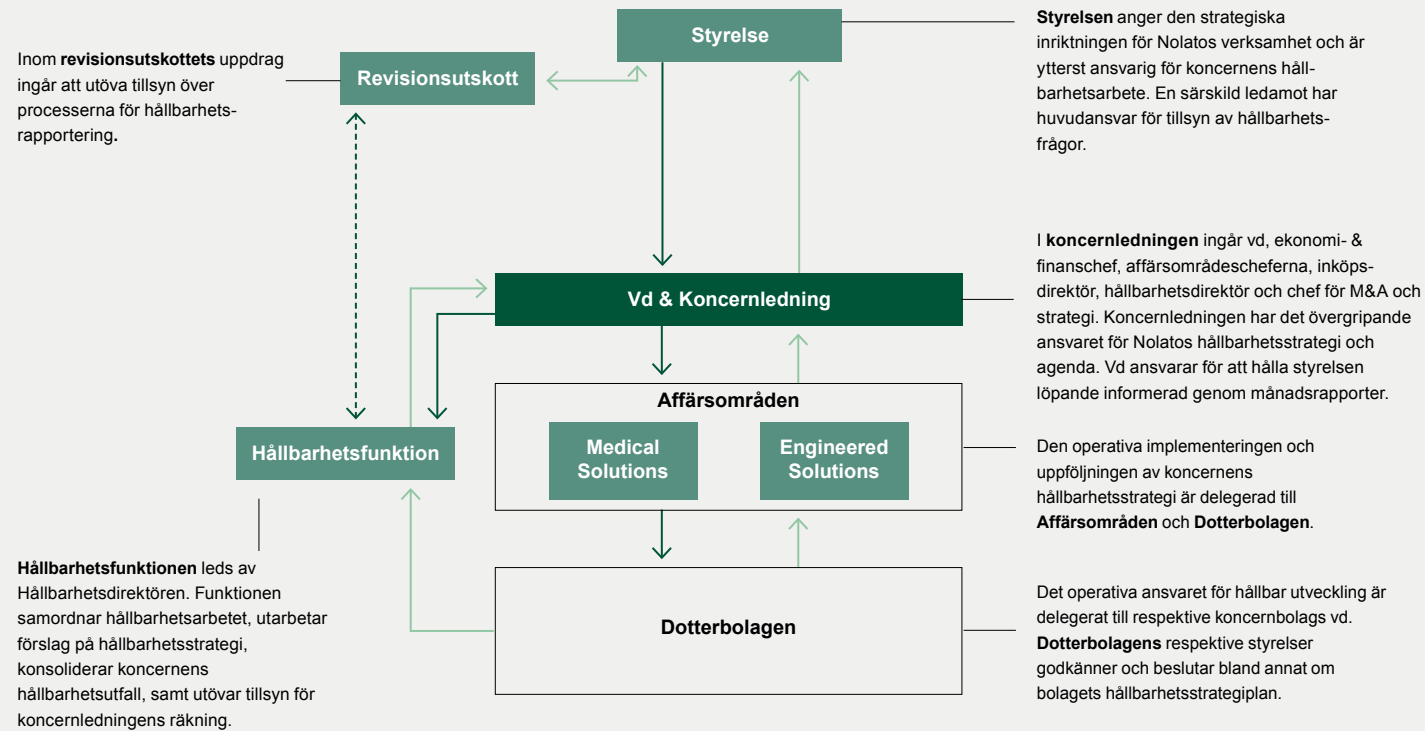 Styrelse
Revisionsutskott
Inom revisionsutskottets uppdrag
ingår att utöva tillsyn över
processerna för hållbarhets-
rapportering.
Styrelsen anger den strategiska
inriktningen för Nolatos verksamhet och är
ytterst ansvarig för koncernens håll-
barhetsarbete. En särskild ledamot har
huvudansvar för tillsyn av hållbarhets-
frågor.
Vd & Koncernledning
I koncernledningen ingår vd, ekonomi- &
finanschef, affärsområdescheferna, inköps-
direktör, hållbarhetsdirektör och chef för M&A och
strategi. Koncernledningen har det övergripande
ansvaret för Nolatos hållbarhetsstrategi och
agenda. Vd ansvarar för att hålla styrelsen
löpande informerad genom månadsrapporter.
Affärsområden
Medical
Solutions
Engineered
Solutions
Hållbarhetsfunktion
Den operativa implementeringen och
uppföljningen av koncernens
hållbarhetsstrategi är delegerad till
Affärsområden och Dotterbolagen.
Hållbarhetsfunktionen leds av
Hållbarhetsdirektören. Funktionen
samordnar hållbarhetsarbetet, utarbetar
förslag på hållbarhetsstrategi,
konsoliderar koncernens
hållbarhetsutfall, samt utövar tillsyn för
koncernledningens räkning.
Dotterbolagen
Det operativa ansvaret för hållbar utveckling är
delegerat till respektive koncernbolags vd.
Dotterbolagens respektive styrelser
godkänner och beslutar bland annat om
bolagets hållbarhetsstrategiplan.